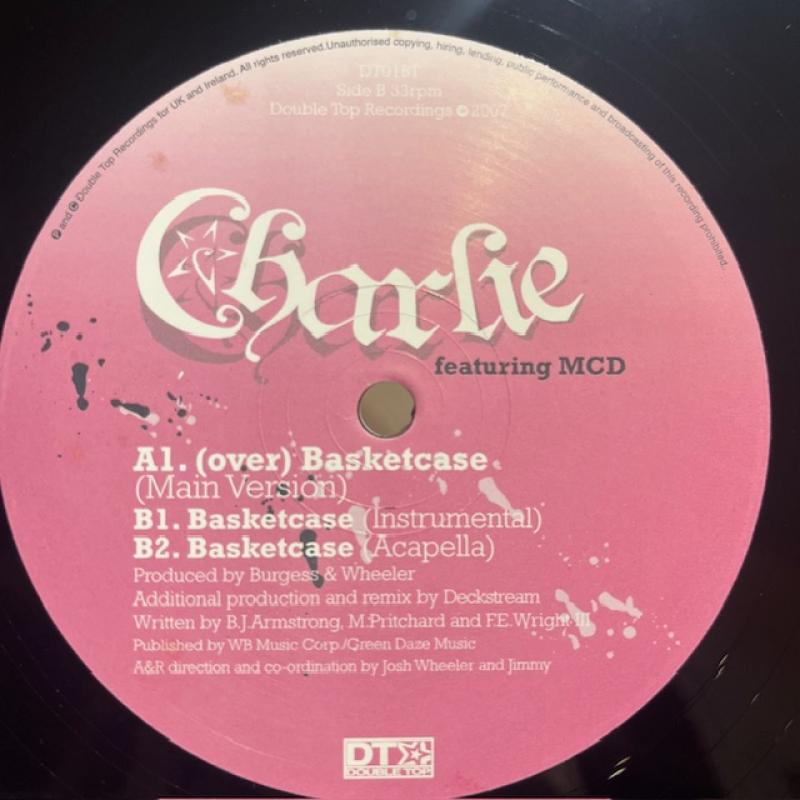 ℗ and © Double Top Recordings for UK and Ireland. All rights reserved. Unauthorised copying, hiring, lending, public performance and broadcasting of this recording prohibited.
DT01BT
Side B 33rpm
Double Top Recordings © 2007
Charlie
featuring MCD
A1. (over) Basketcase
(Main Version)
B1. Basketcase (Instrumental)
B2. Basketcase (Acapella)
Produced by Burgess & Wheeler
Additional production and remix by Deckstream
Written by B.J.Armstrong, M.Pritchard and F.E.Wright III
Published by WB Music Corp./Green Daze Music
A&R direction and co-ordination by Josh Wheeler and Jimmy
DT
DOUBLE TOP